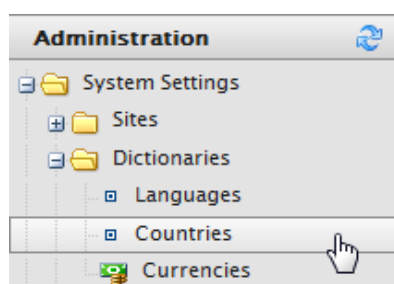 Administration
System Settings
Sites
Dictionaries
Languages
Countries
Currencies